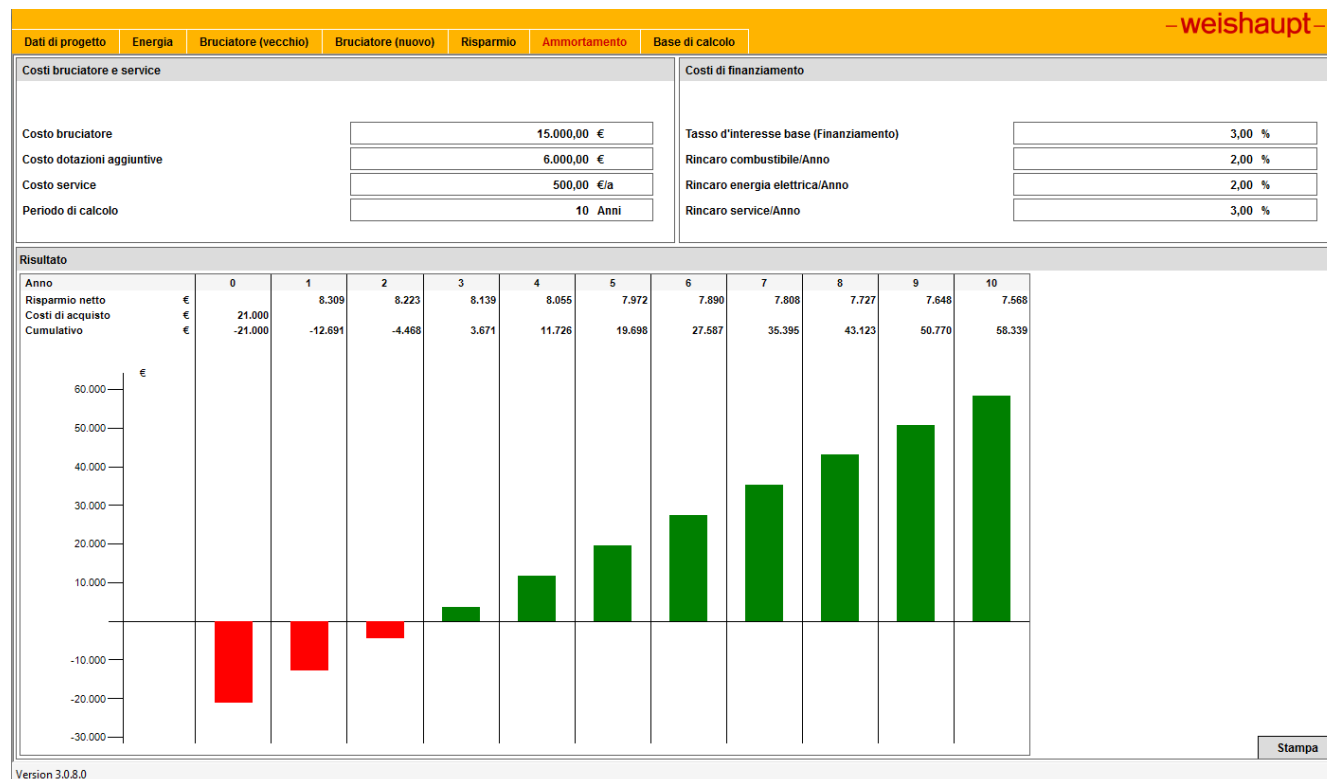 -weishaupt-
Dati di progetto Energia Bruciatore (vecchio) Bruciatore (nuovo) Risparmio Ammortamento Base di calcolo
Costi bruciatore e service
Costo bruciatore 15.000,00 €
Costo dotazioni aggiuntive 6.000,00 €
Costo service 500,00 €/a
Periodo di calcolo 10 Anni
Costi di finanziamento
Tasso d'interesse base (Finanziamento) 3,00 %
Rincaro combustibile/Anno 2,00 %
Rincaro energia elettrica/Anno 2,00 %
Rincaro service/Anno 3,00 %
Risultato
Anno 0 1 2 3 4 5 6 7 8 9 10
Risparmio netto € 8.309 8.223 8.139 8.055 7.972 7.890 7.808 7.727 7.648 7.568
Costi di acquisto € 21.000
Cumulativo € -21.000 -12.691 -4.468 3.671 11.726 19.698 27.587 35.395 43.123 50.770 58.339
€
60.000
50.000
40.000
30.000
20.000
10.000
-10.000
-20.000
-30.000
Stampa
Version 3.0.8.0